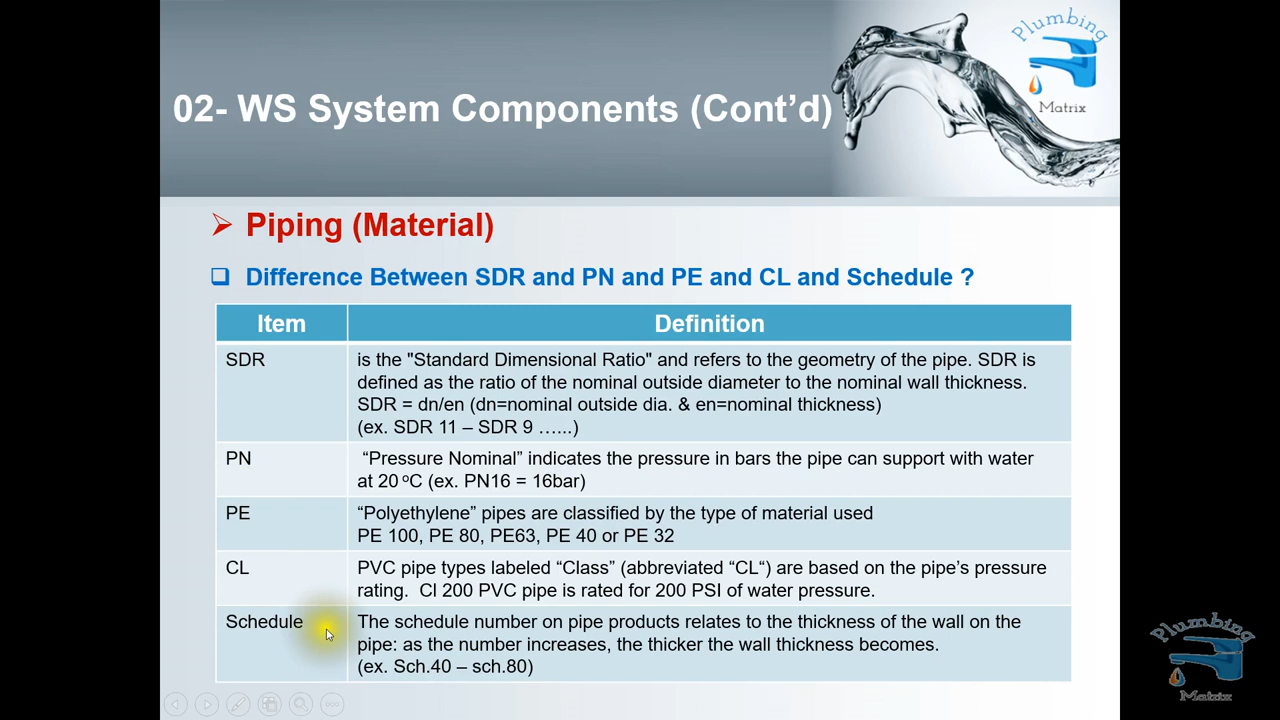 Plumbing
Matrix
02- WS System Components (Cont’d)
Piping (Material)
Difference Between SDR and PN and PE and CL and Schedule ?
Item
Definition
SDR
is the "Standard Dimensional Ratio" and refers to the geometry of the pipe. SDR is
defined as the ratio of the nominal outside diameter to the nominal wall thickness.
SDR = dn/en (dn=nominal outside dia. & en=nominal thickness)
(ex. SDR 11 – SDR 9 …...)
PN
“Pressure Nominal” indicates the pressure in bars the pipe can support with water
at 20 ºC (ex. PN16 = 16bar)
PE
“Polyethylene” pipes are classified by the type of material used
PE 100, PE 80, PE63, PE 40 or PE 32
CL
PVC pipe types labeled “Class” (abbreviated “CL“) are based on the pipe’s pressure
rating.  Cl 200 PVC pipe is rated for 200 PSI of water pressure.
Schedule
The schedule number on pipe products relates to the thickness of the wall on the
pipe: as the number increases, the thicker the wall thickness becomes.
(ex. Sch.40 – sch.80)
Plumbing
Matrix